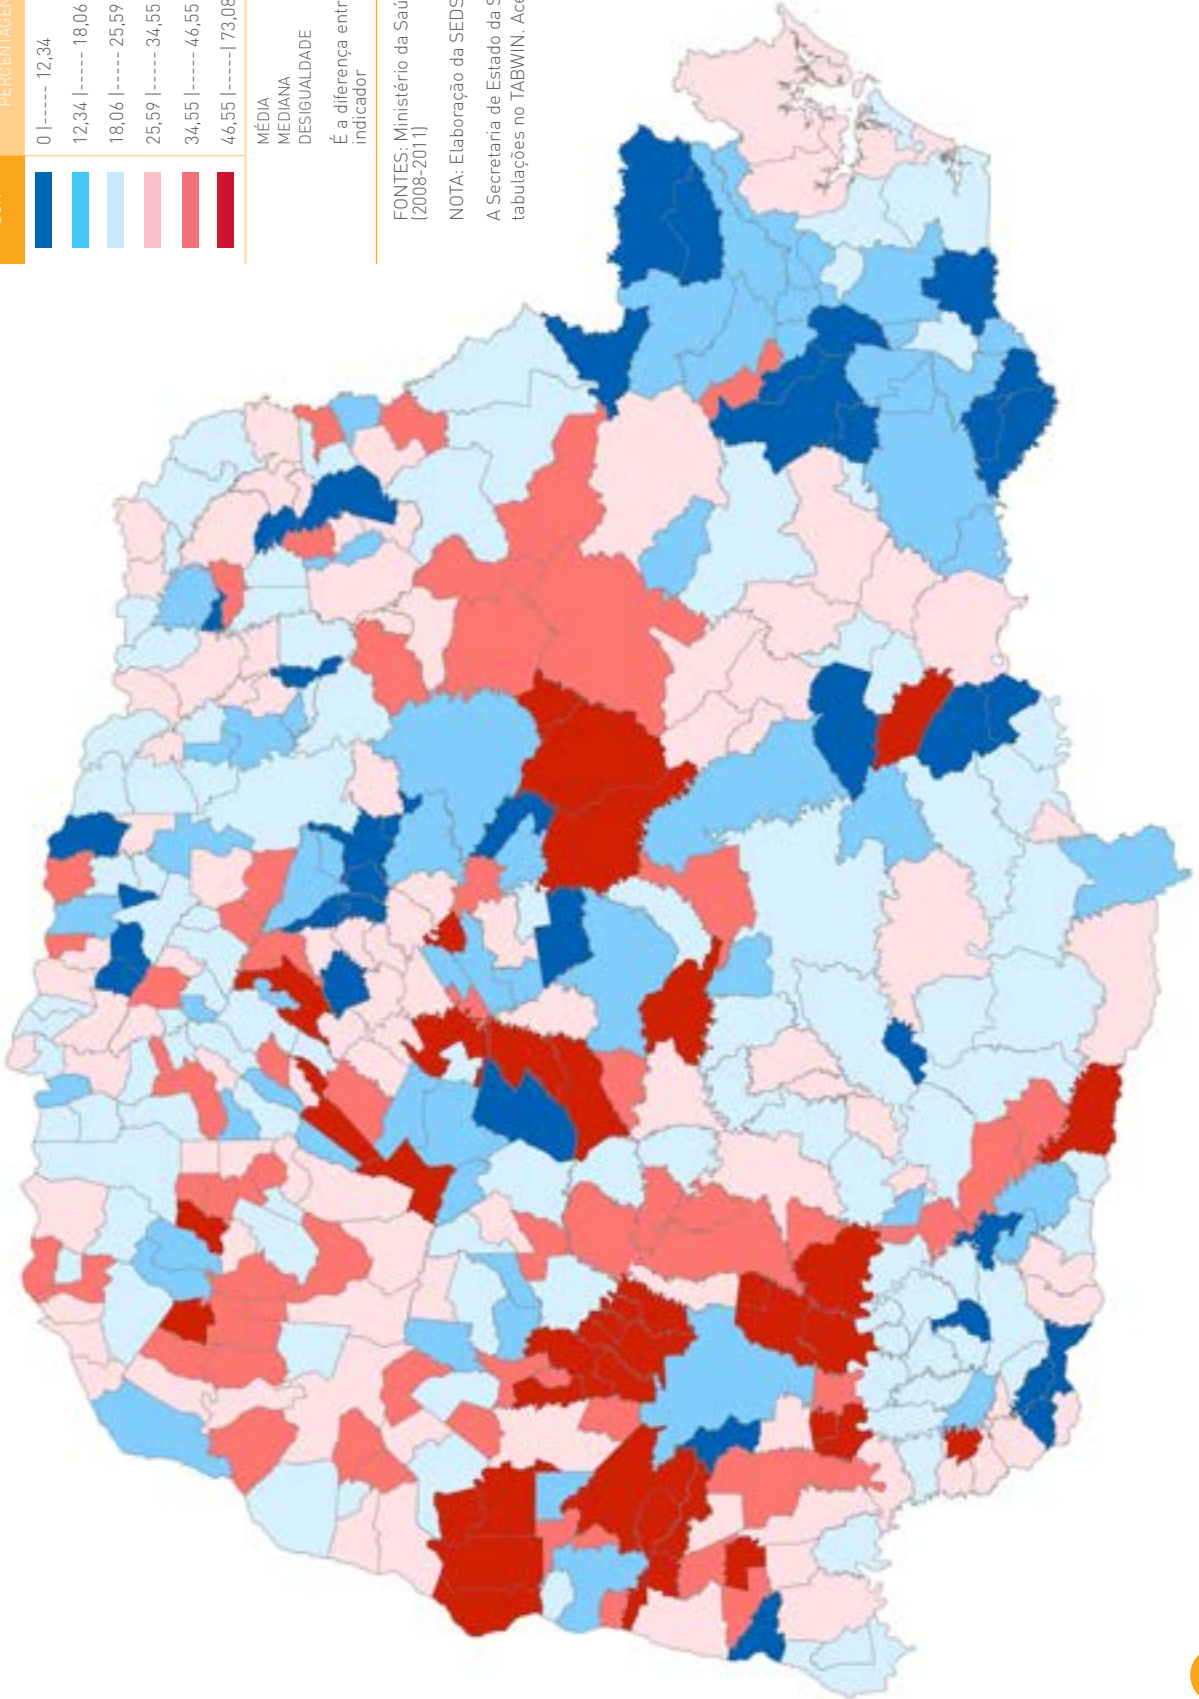 PERCENTAGEN
0 |----- 12,34
12,34 |----- 18,06
18,06 |----- 25,59
25,59 |----- 34,55
34,55 |----- 46,55
46,55 |-----| 73,08
MÉDIA
MEDIANA
DESIGUALDADE
É a diferença entr
indicador
FONTES: Ministério da Saú
(2008-2011)
NOTA: Elaboração da SEDS
A Secretaria de Estado da S
tabulações no TABWIN. Ace